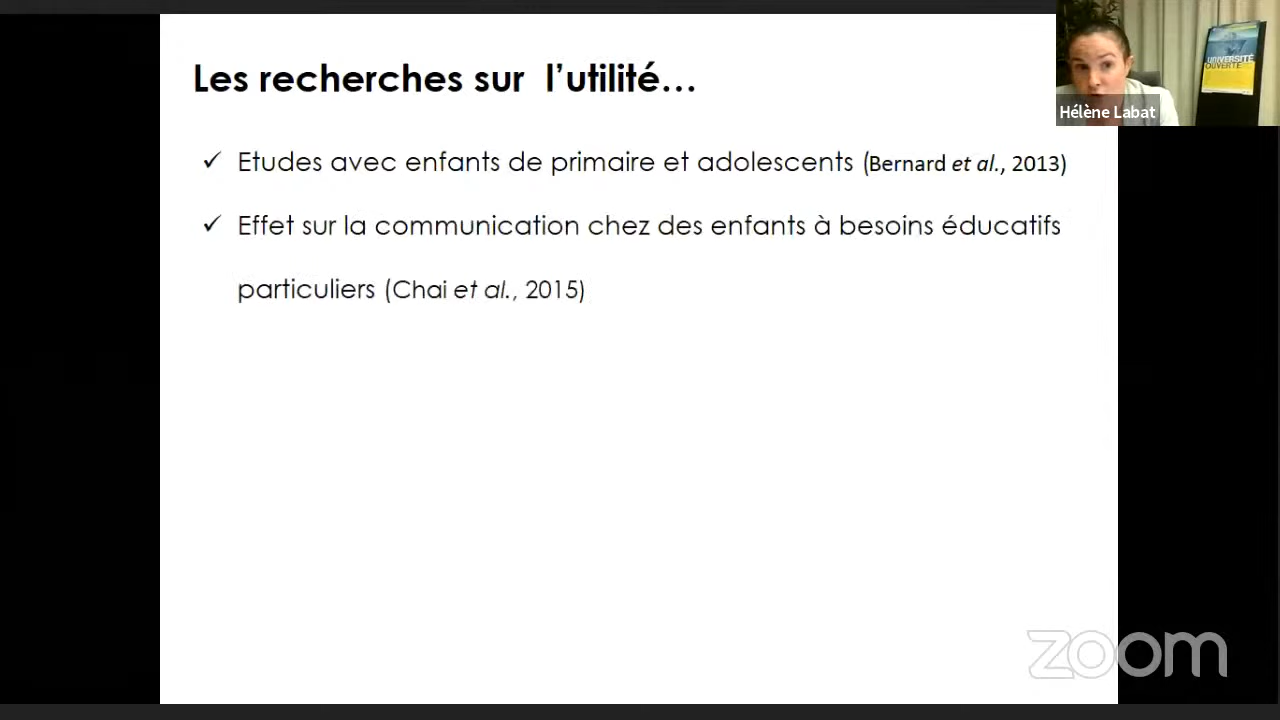 Les recherches sur l’utilité…
UNIVERSITÉ
OUVERTE
Hélène Labat
✓ Etudes avec enfants de primaire et adolescents (Bernard et al., 2013)
✓ Effet sur la communication chez des enfants à besoins éducatifs
particuliers (Chai et al., 2015)
zoom